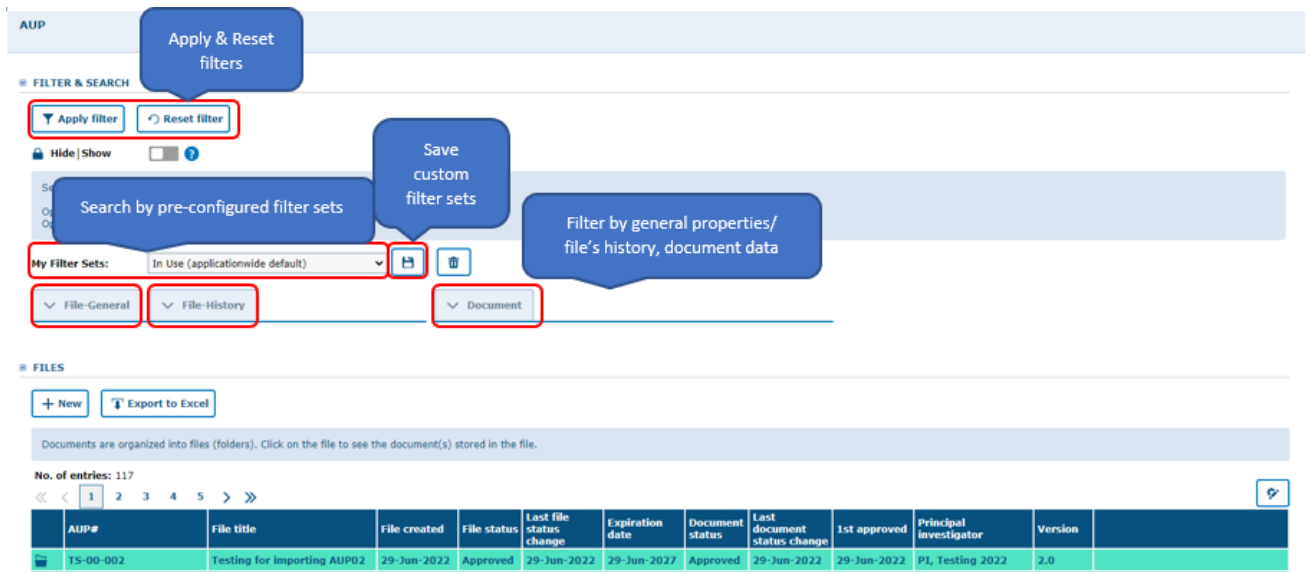 AUP
Apply & Reset
filters
FILTER & SEARCH
Apply filter
Reset filter
Hide|Show
?
Save
custom
filter sets
Search by pre-configured filter sets
Filter by general properties/
file's history, document data
My Filter Sets:
In Use (applicationwide default)
File-General
File-History
Document
FILES
+ New
Export to Excel
Documents are organized into files (folders). Click on the file to see the document(s) stored in the file.
No. of entries: 117
« < 1 2 3 4 5 > »
AUP# File title File created File status Last file status change Expiration date Document status Last document status change 1st approved Principal investigator Version
TS-00-002 Testing for importing AUP02 29-Jun-2022 Approved 29-Jun-2022 29-Jun-2027 Approved 29-Jun-2022 29-Jun-2022 PI, Testing 2022 2.0